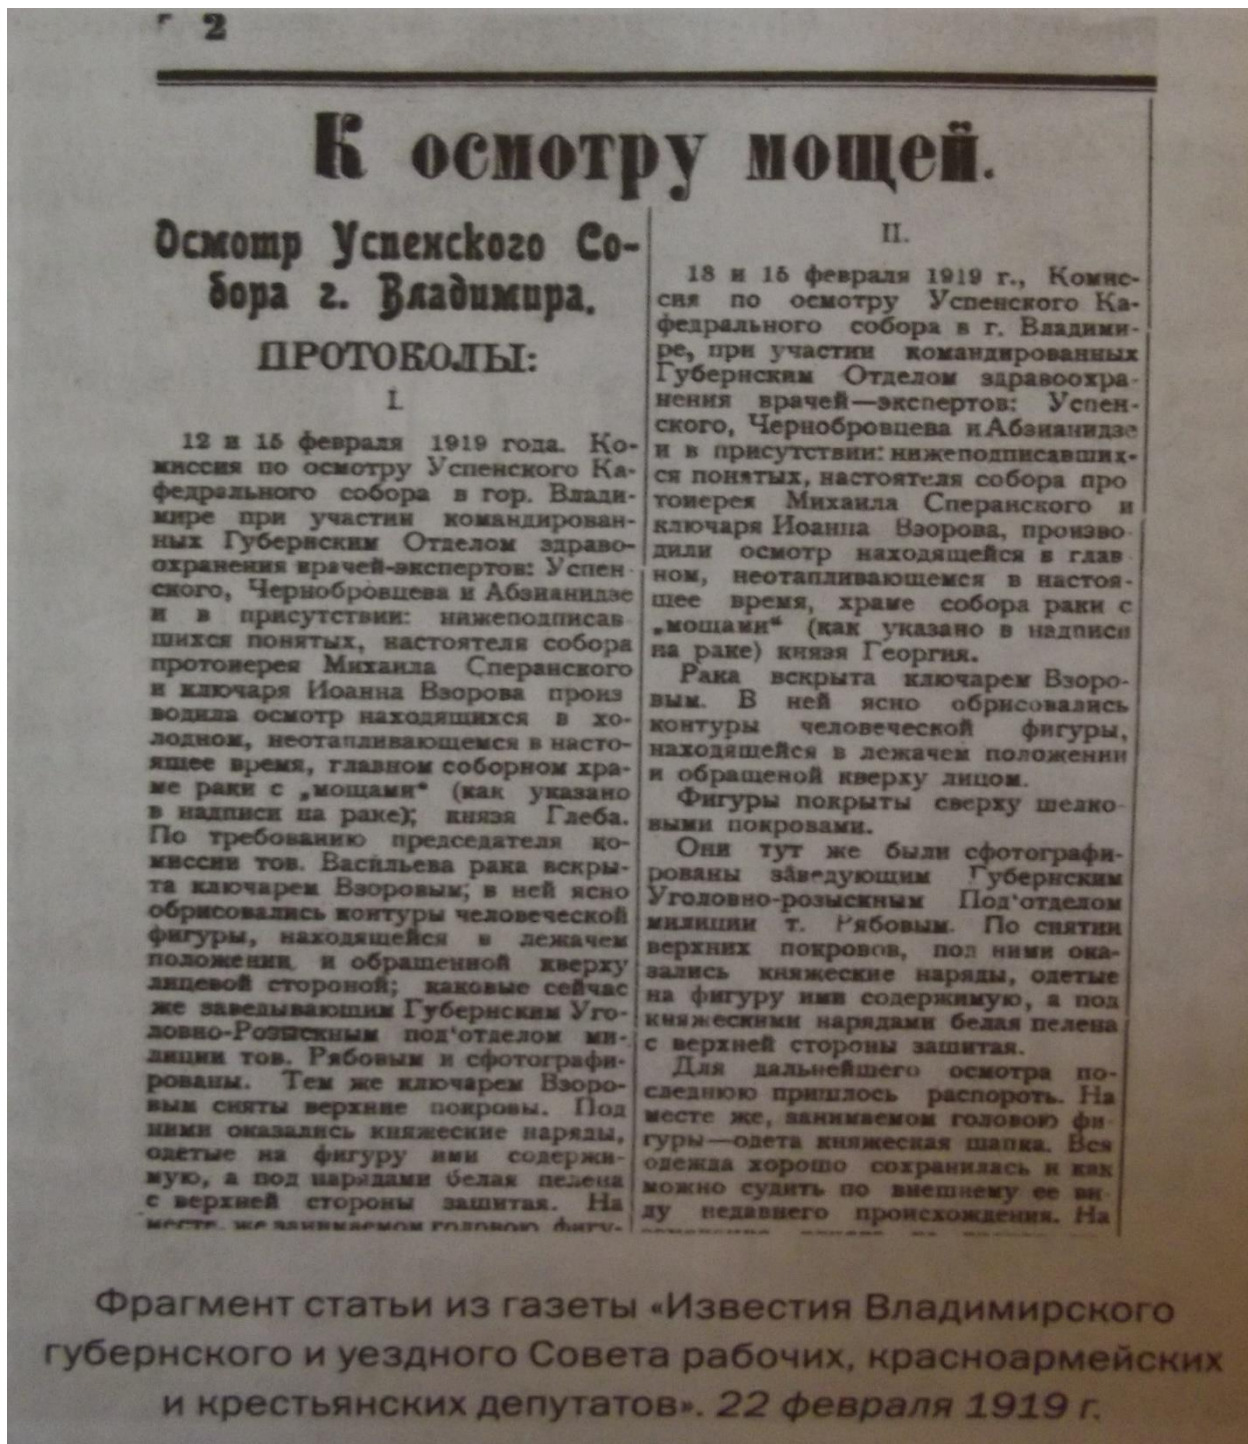 2
К осмотру мощей.
Осмотр Успенского Со-
бора г. Владимира.
ПРОТОКОЛЫ:
I.
12 и 15 февраля 1919 года. Ко-
миссия по осмотру Успенского Ка-
федрального собора в гор. Влади-
мире при участии командирован-
ных Губернским Отделом здраво-
охранения врачей-экспертов: Успен-
ского, Чернобровцева и Абзианидзе
и в присутствии: нижеподписав
шихся понятых, настоятеля собора
протоиерея Михаила Сперанского
и ключаря Иоанна Взорова произ
водила осмотр находящихся в хо-
лодном, неотапливающемся в насто-
ящее время, главном соборном хра-
ме раки с „мощами“ (как указано
в надписи на раке); князя Глеба.
По требованию председателя ко-
миссии тов. Васильева рака вскры-
та ключарем Взоровым; в ней ясно
обрисовались контуры человеческой
фигуры, находящейся в лежачем
положении и обращенной кверху
лицевой стороной; каковые сейчас
же заведывающим Губернским Уго-
ловно-Розыскным под‘отделом ми-
лиции тов. Рябовым и сфотографи-
рованы. Тем же ключарем Взоро-
вым сняты верхние покровы. Под
ними оказались княжеские наряды,
одетые на фигуру ими содержи-
мую, а под нарядами белая пелена
с верхней стороны зашитая. На
месте же занимаемом головою фигу-
II.
13 и 15 февраля 1919 г., Комис-
сия по осмотру Успенского Ка-
федрального собора в г. Владими-
ре, при участии командированных
Губернским Отделом здравоохра-
нения врачей—экспертов: Успен-
ского, Чернобровцева и Абзианидзе
и в присутствии: нижеподписавших-
ся понятых, настоятеля собора про
тоиерея Михаила Сперанского и
ключаря Иоанна Взорова, произво-
дили осмотр находящейся в глав-
ном, неотапливающемся в настоя-
щее время, храме собора раки с
„мощами“ (как указано в надписи
на раке) князя Георгия.
Рака вскрыта ключарем Взоро-
вым. В ней ясно обрисовались
контуры человеческой фигуры,
находящейся в лежачем положении
и обращеной кверху лицом.
Фигуры покрыты сверху шелко-
выми покровами.
Они тут же были сфотографи-
рованы заведующим Губернским
Уголовно-розыскным Под‘отделом
милиции т. Рябовым. По снятии
верхних покровов, под ними ока-
зались княжеские наряды, одетые
на фигуру ими содержимую, а под
княжескими нарядами белая пелена
с верхней стороны зашитая.
Для дальнейшего осмотра по-
следнюю пришлось распороть. На
месте же, занимаемом головою фи-
гуры—одета княжеская шапка. Вся
одежда хорошо сохранилась и как
можно судить по внешнему ее ви-
ду недавнего происхождения. На
Фрагмент статьи из газеты «Известия Владимирского
губернского и уездного Совета рабочих, красноармейских
и крестьянских депутатов». 22 февраля 1919 г.